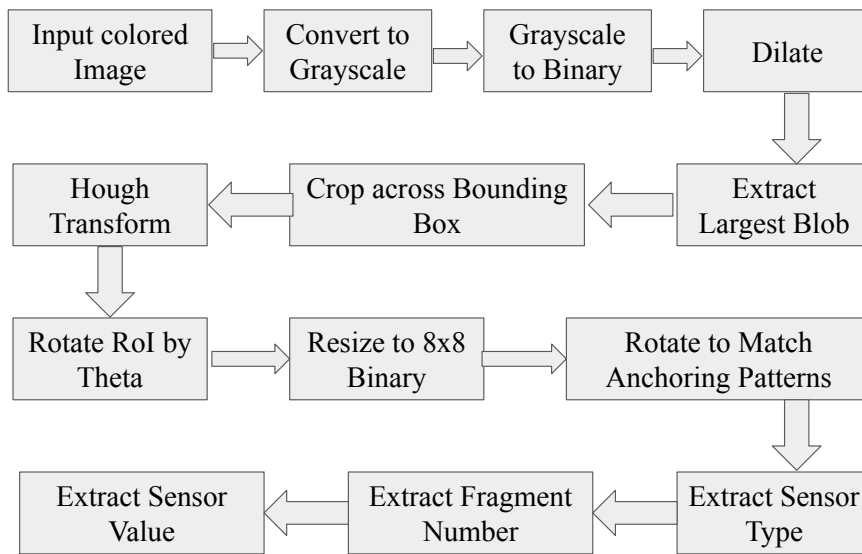 Input colored
Image
Convert to
Grayscale
Grayscale
to Binary
Dilate
Extract
Largest Blob
Crop across Bounding
Box
Hough
Transform
Rotate RoI by
Theta
Resize to 8x8
Binary
Rotate to Match
Anchoring Patterns
Extract Sensor
Type
Extract Fragment
Number
Extract Sensor
Value